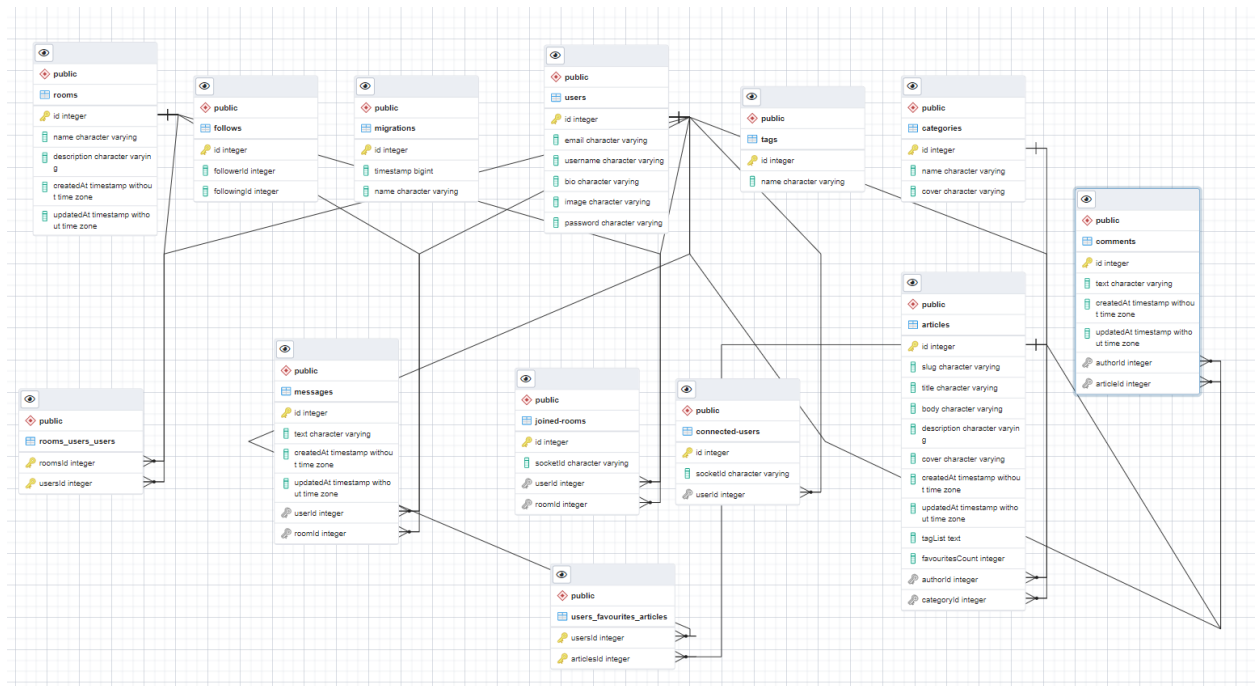 public
rooms
id integer
name character varying
description character varyin
g
createdAt timestamp withou
t time zone
updatedAt timestamp witho
ut time zone
public
follows
id integer
followerId integer
followingId integer
public
migrations
id integer
timestamp bigint
name character varying
public
users
id integer
email character varying
username character varying
bio character varying
image character varying
password character varying
public
tags
id integer
name character varying
public
categories
id integer
name character varying
cover character varying
public
comments
id integer
text character varying
createdAt timestamp withou
t time zone
updatedAt timestamp witho
ut time zone
authorId integer
articleId integer
public
articles
id integer
slug character varying
title character varying
body character varying
description character varyin
g
cover character varying
createdAt timestamp withou
t time zone
updatedAt timestamp witho
ut time zone
tagList text
favouritesCount integer
authorId integer
categoryId integer
public
rooms_users_users
roomsId integer
usersId integer
public
messages
id integer
text character varying
createdAt timestamp withou
t time zone
updatedAt timestamp witho
ut time zone
userId integer
roomId integer
public
joined-rooms
id integer
socketId character varying
userId integer
roomId integer
public
connected-users
id integer
socketId character varying
userId integer
public
users_favourites_articles
usersId integer
articlesId integer